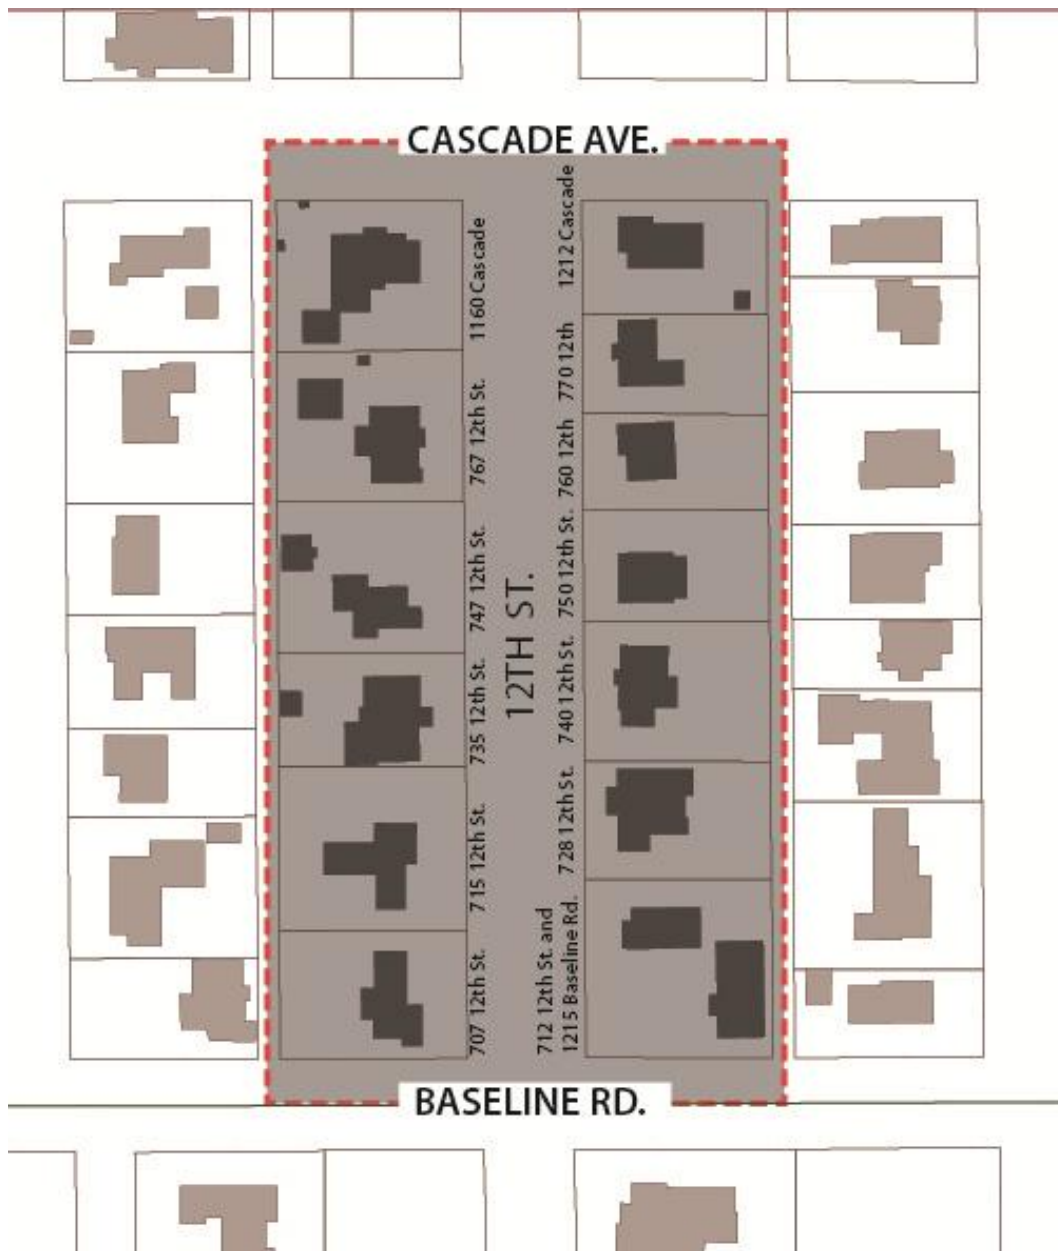 CASCADE AVE.
1160 Cascade
1212 Cascade
767 12th St.
770 12th
760 12th
747 12th St.
750 12th St.
12TH ST.
735 12th St.
740 12th St.
715 12th St.
728 12th St.
707 12th St.
712 12th St. and
1215 Baseline Rd.
BASELINE RD.